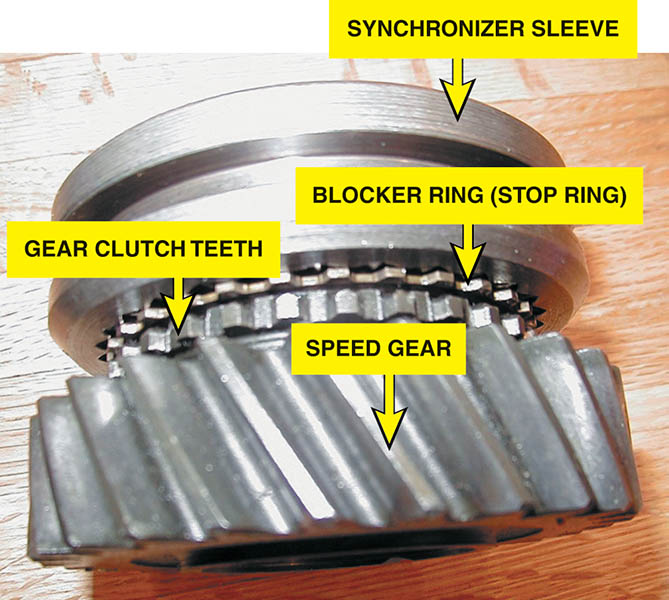 SYNCHRONIZER SLEEVE
BLOCKER RING (STOP RING)
GEAR CLUTCH TEETH
SPEED GEAR